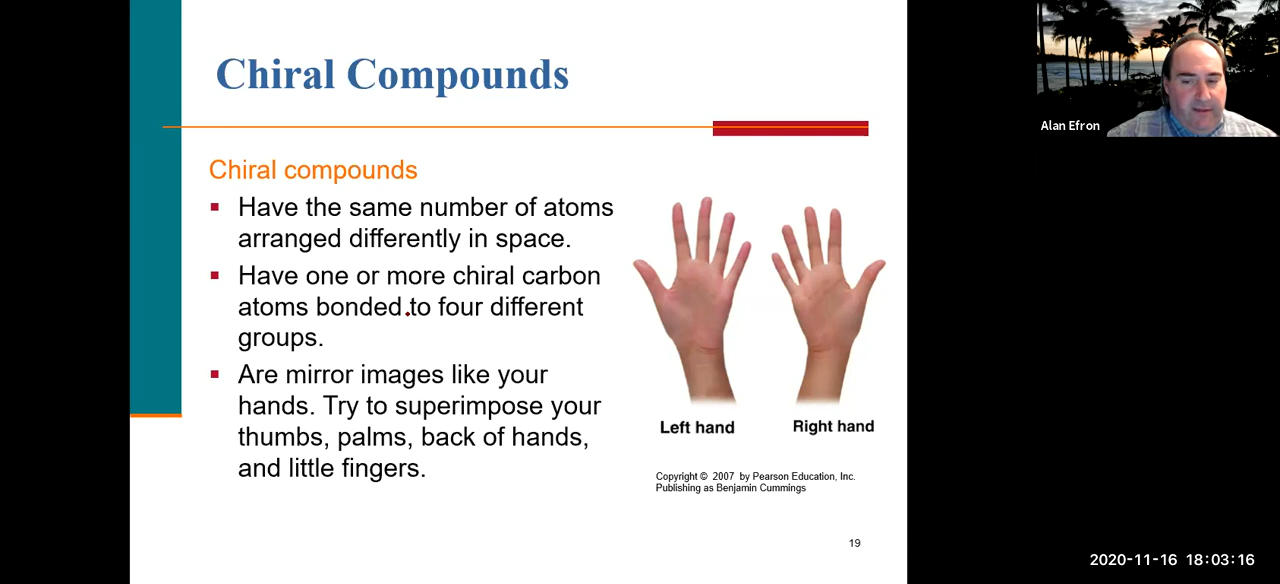 Chiral Compounds
Chiral compounds
▪ Have the same number of atoms
arranged differently in space.
▪ Have one or more chiral carbon
atoms bonded to four different
groups.
▪ Are mirror images like your
hands. Try to superimpose your
thumbs, palms, back of hands,
and little fingers.
Left hand
Right hand
Copyright © 2007 by Pearson Education, Inc.
Publishing as Benjamin Cummings
19
Alan Efron
2020-11-16 18:03:16